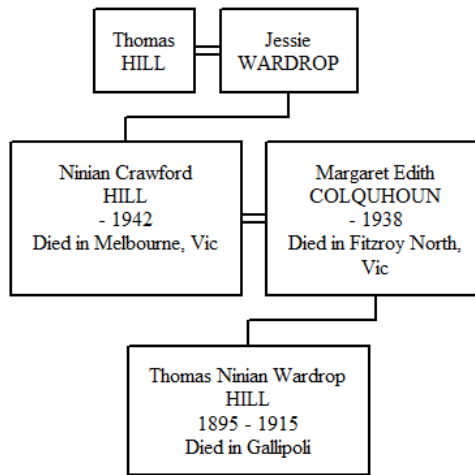 Thomas
HILL
Jessie
WARDROP
Ninian Crawford
HILL
- 1942
Died in Melbourne, Vic
Margaret Edith
COLQUHOUN
- 1938
Died in Fitzroy North,
Vic
Thomas Ninian Wardrop
HILL
1895 - 1915
Died in Gallipoli